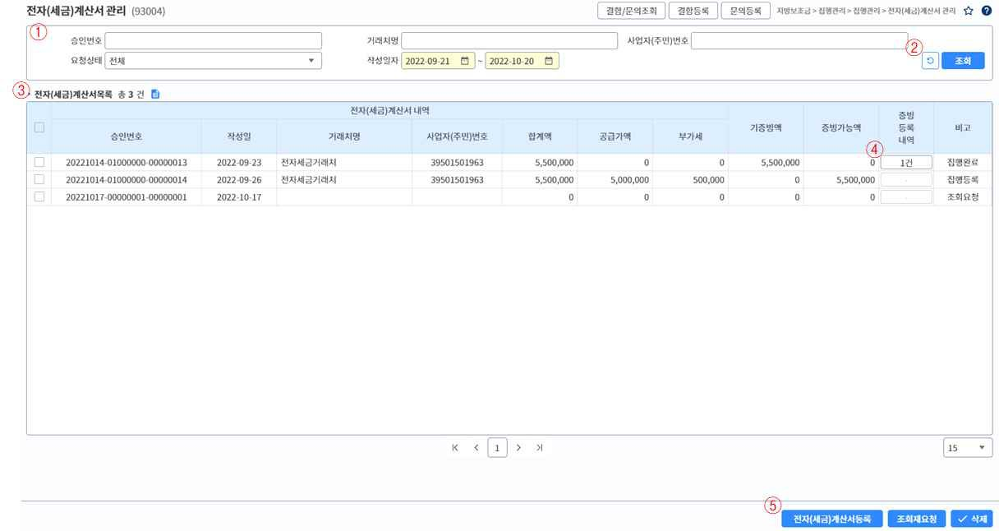 전자(세금)계산서 관리 (93004) 결함/문의조회 결함등록 문의등록 지방보조금 > 집행관리 > 집행관리 > 전자(세금)계산서 관리 ?
①
승인번호 거래처명 사업자(주민)번호
②
요청상태 전체 작성일자 2022-09-21 ~ 2022-10-20 조회
③ 전자(세금)계산서목록 총 3 건
전자(세금)계산서 내역
승인번호 작성일 거래처명 사업자(주민)번호 합계액 공급가액 부가세 기증빙액 증빙가능액 증빙 등록 내역 비고
④
20221014-01000000-00000013 2022-09-23 전자세금거래처 39501501963 5,500,000 0 0 5,500,000 0 1건 집행완료
20221014-01000000-00000014 2022-09-26 전자세금거래처 39501501963 5,500,000 5,000,000 500,000 0 5,500,000 . 집행등록
20221017-00000001-00000001 2022-10-17 0 0 0 0 0 . 조회요청
1 15
⑤
전자(세금)계산서등록 조회재요청 삭제